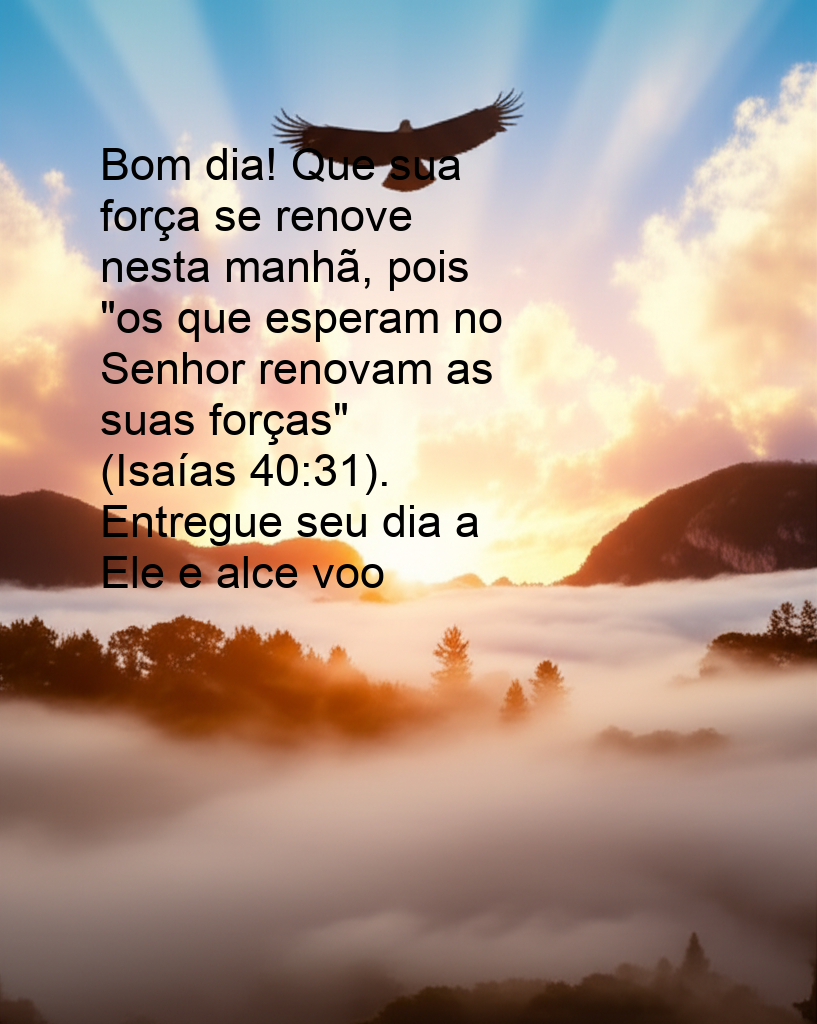 Bom dia! Que sua
força se renove
nesta manhã, pois
"os que esperam no
Senhor renovam as
suas forças"
(Isaías 40:31).
Entregue seu dia a
Ele e alce voo